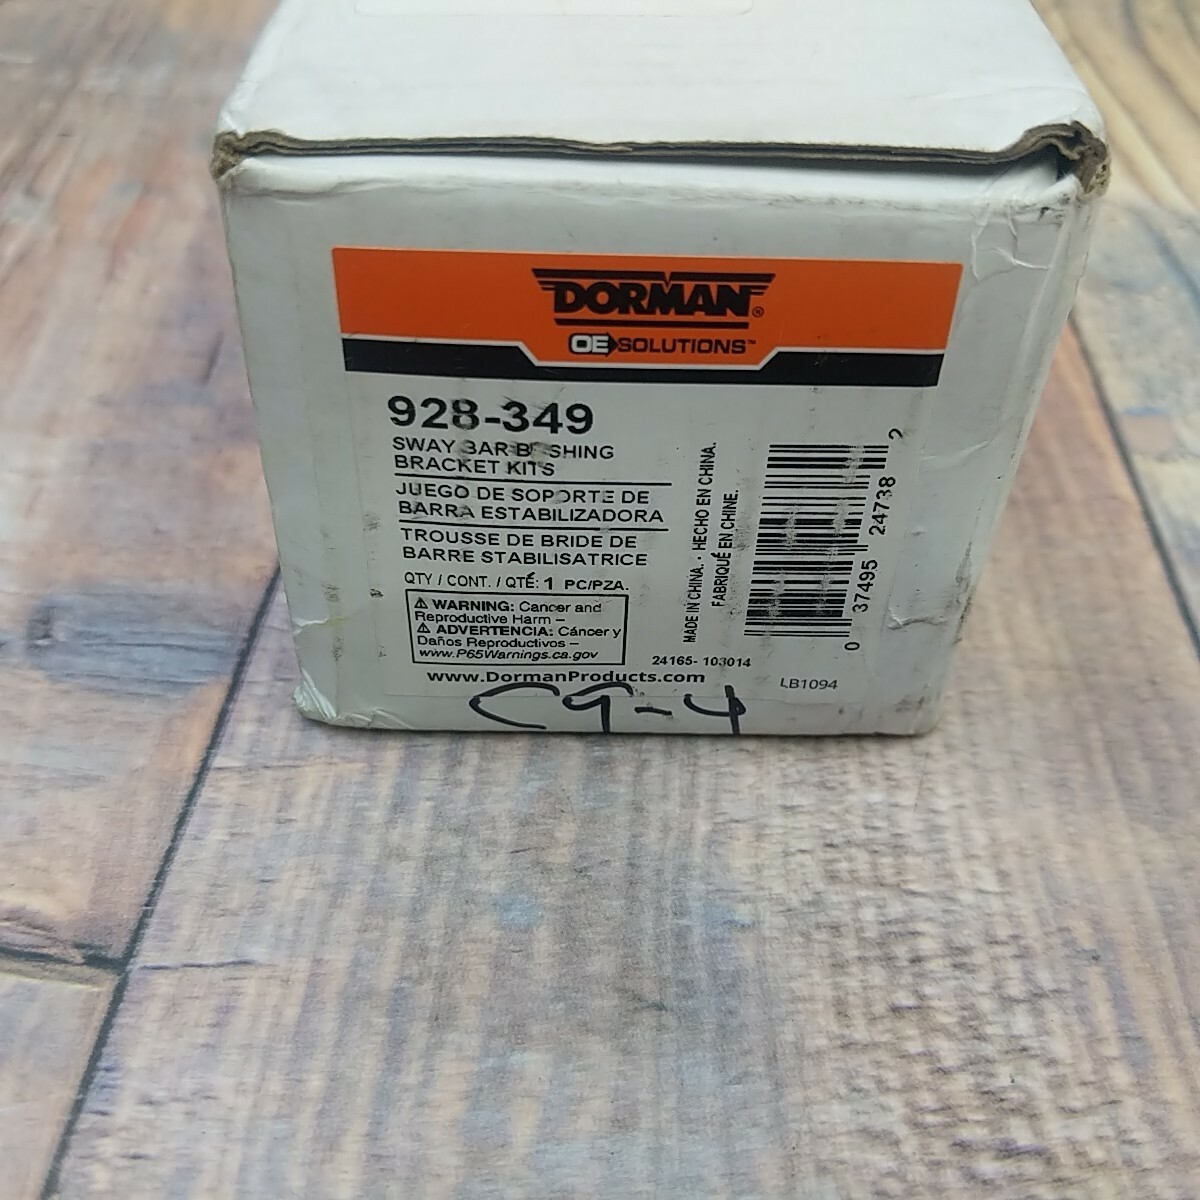 DORMAN®
OE SOLUTIONS™
928-349
SWAY BAR BUSHING
BRACKET KITS
JUEGO DE SOPORTE DE
BARRA ESTABILIZADORA
TROUSSE DE BRIDE DE
BARRE STABILISATRICE
QTY / CONT. / QTÉ: 1 PC/PZA.
⚠ WARNING: Cancer and
Reproductive Harm –
⚠ ADVERTENCIA: Cáncer y
Daños Reproductivos –
www.P65Warnings.ca.gov
www.DormanProducts.com
MADE IN CHINA. - HECHO EN CHINA.
FABRIQUÉ EN CHINE.
0 37495 24738 2
24165- 103014
LB1094
C9-4